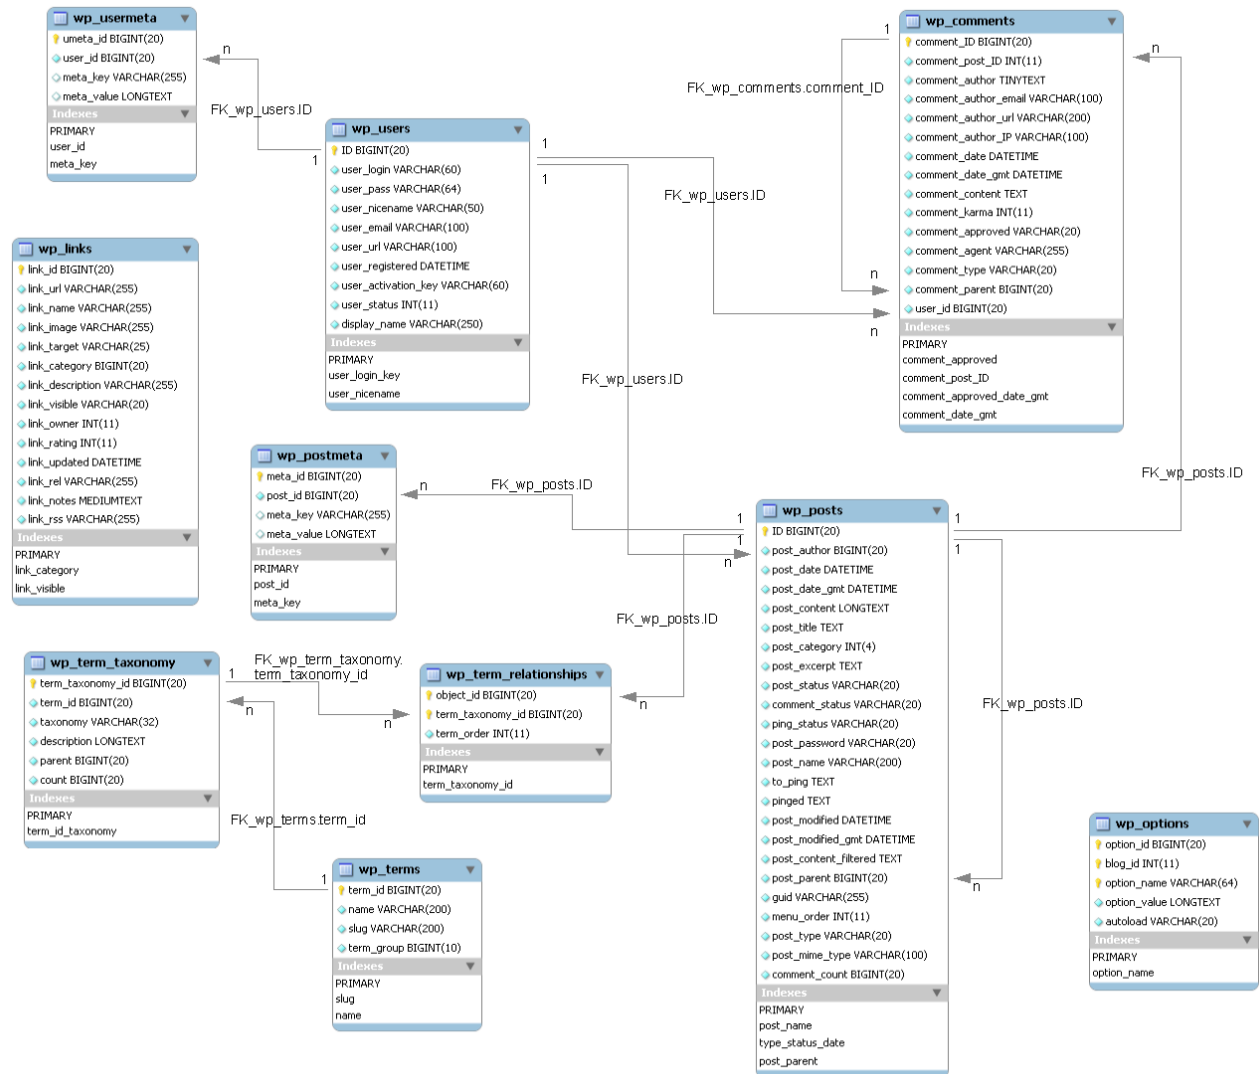 wp_usermeta
umeta_id BIGINT(20)
user_id BIGINT(20)
meta_key VARCHAR(255)
meta_value LONGTEXT
Indexes
PRIMARY
user_id
meta_key
n
FK_wp_users.ID
1
wp_users
ID BIGINT(20)
user_login VARCHAR(60)
user_pass VARCHAR(64)
user_nicename VARCHAR(50)
user_email VARCHAR(100)
user_url VARCHAR(100)
user_registered DATETIME
user_activation_key VARCHAR(60)
user_status INT(11)
display_name VARCHAR(250)
Indexes
PRIMARY
user_login_key
user_nicename
1
1
FK_wp_users.ID
n
FK_wp_users.ID
n
1
FK_wp_comments.comment_ID
n
wp_comments
comment_ID BIGINT(20)
comment_post_ID INT(11)
comment_author TINYTEXT
comment_author_email VARCHAR(100)
comment_author_url VARCHAR(200)
comment_author_IP VARCHAR(100)
comment_date DATETIME
comment_date_gmt DATETIME
comment_content TEXT
comment_karma INT(11)
comment_approved VARCHAR(20)
comment_agent VARCHAR(255)
comment_type VARCHAR(20)
comment_parent BIGINT(20)
user_id BIGINT(20)
Indexes
PRIMARY
comment_approved
comment_post_ID
comment_approved_date_gmt
comment_date_gmt
n
FK_wp_posts.ID
1
wp_links
link_id BIGINT(20)
link_url VARCHAR(255)
link_name VARCHAR(255)
link_image VARCHAR(255)
link_target VARCHAR(25)
link_category BIGINT(20)
link_description VARCHAR(255)
link_visible VARCHAR(20)
link_owner INT(11)
link_rating INT(11)
link_updated DATETIME
link_rel VARCHAR(255)
link_notes MEDIUMTEXT
link_rss VARCHAR(255)
Indexes
PRIMARY
link_category
link_visible
wp_postmeta
meta_id BIGINT(20)
post_id BIGINT(20)
meta_key VARCHAR(255)
meta_value LONGTEXT
Indexes
PRIMARY
post_id
meta_key
n
FK_wp_posts.ID
1
1
FK_wp_posts.ID
n
wp_posts
ID BIGINT(20)
post_author BIGINT(20)
post_date DATETIME
post_date_gmt DATETIME
post_content LONGTEXT
post_title TEXT
post_category INT(4)
post_excerpt TEXT
post_status VARCHAR(20)
comment_status VARCHAR(20)
ping_status VARCHAR(20)
post_password VARCHAR(20)
post_name VARCHAR(200)
to_ping TEXT
pinged TEXT
post_modified DATETIME
post_modified_gmt DATETIME
post_content_filtered TEXT
post_parent BIGINT(20)
guid VARCHAR(255)
menu_order INT(11)
post_type VARCHAR(20)
post_mime_type VARCHAR(100)
comment_count BIGINT(20)
Indexes
PRIMARY
post_name
type_status_date
post_parent
1
FK_wp_posts.ID
n
wp_term_taxonomy
term_taxonomy_id BIGINT(20)
term_id BIGINT(20)
taxonomy VARCHAR(32)
description LONGTEXT
parent BIGINT(20)
count BIGINT(20)
Indexes
PRIMARY
term_id_taxonomy
1
FK_wp_term_taxonomy.
term_taxonomy_id
n
n
FK_wp_terms.term_id
1
wp_term_relationships
object_id BIGINT(20)
term_taxonomy_id BIGINT(20)
term_order INT(11)
Indexes
PRIMARY
term_taxonomy_id
wp_terms
term_id BIGINT(20)
name VARCHAR(200)
slug VARCHAR(200)
term_group BIGINT(10)
Indexes
PRIMARY
slug
name
wp_options
option_id BIGINT(20)
blog_id INT(11)
option_name VARCHAR(64)
option_value LONGTEXT
autoload VARCHAR(20)
Indexes
PRIMARY
option_name